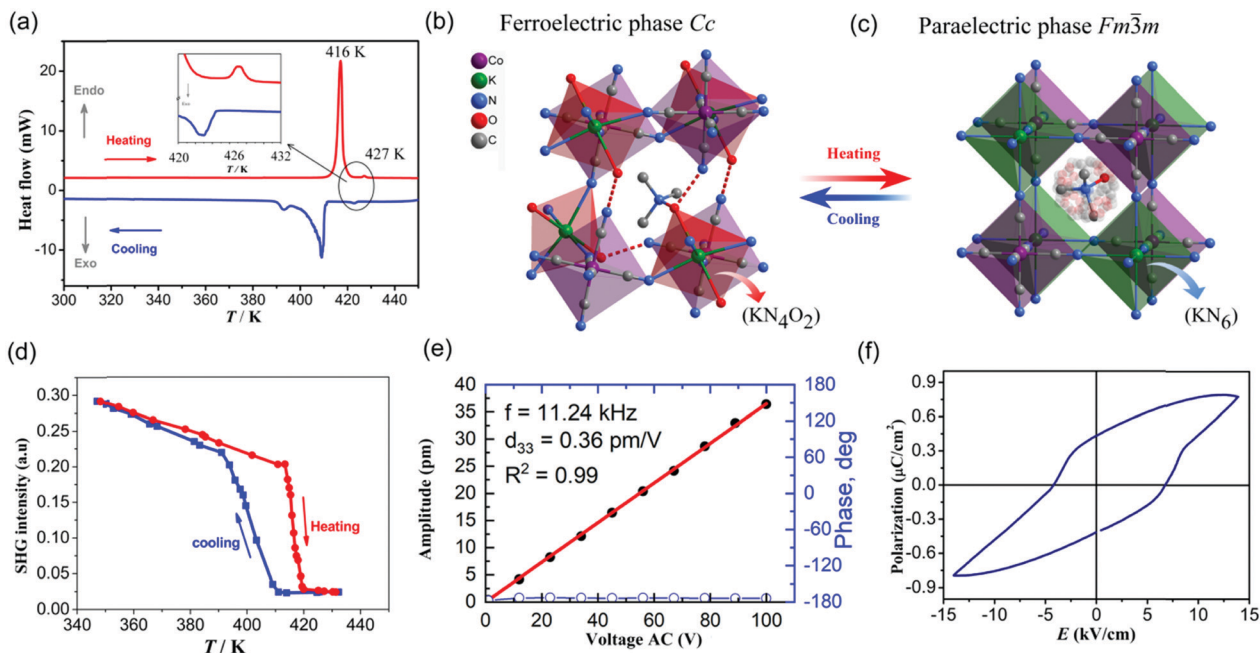 (a)
20
10
0
-10
Heat flow (mW)
Endo
Heating
Cooling
Exo
416 K
427 K
Exo
420 426 432
T / K
300 320 340 360 380 400 420 440
T / K
(b)
Ferroelectric phase Cc
Co
K
N
O
C
(KN4O2)
Heating
Cooling
(c)
Paraelectric phase Fm3̅m
(KN6)
(d)
0.30
0.25
0.20
0.15
0.10
0.05
0.00
SHG intensity (a.u)
cooling
Heating
340 360 380 400 420 440
T / K
(e)
40
35
30
25
20
15
10
5
0
Amplitude (pm)
f = 11.24 kHz
d33 = 0.36 pm/V
R2 = 0.99
180
120
60
0
-60
-120
-180
Phase, deg
0 20 40 60 80 100
Voltage AC (V)
(f)
0.9
0.6
0.3
0.0
-0.3
-0.6
-0.9
Polarization (μC/cm2)
-15 -10 -5 0 5 10 15
E (kV/cm)